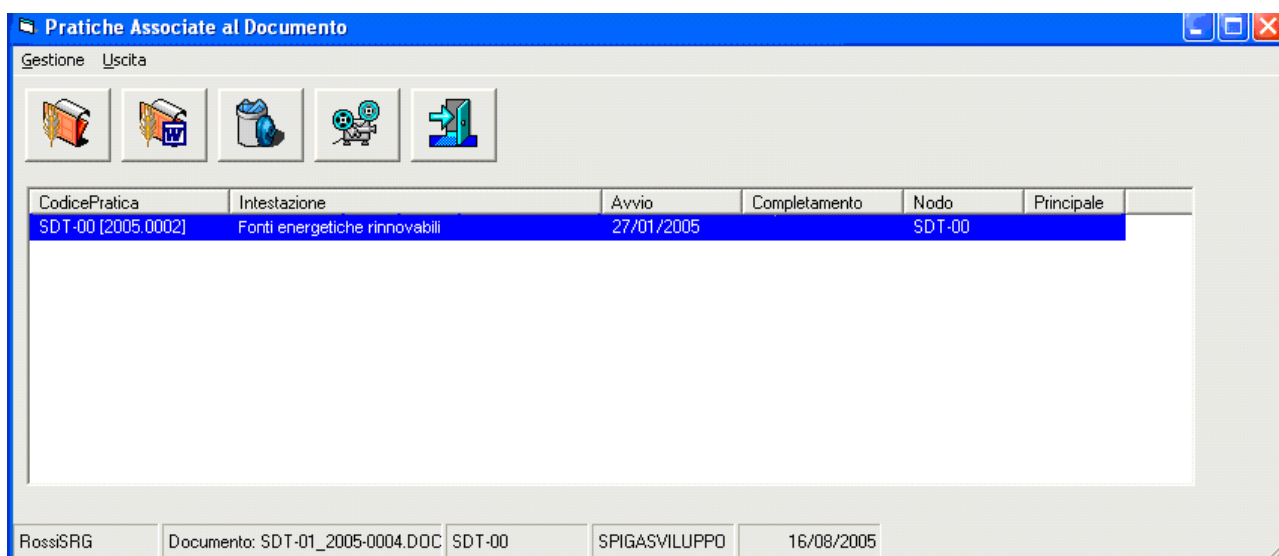 Pratiche Associate al Documento
Gestione Uscita
W
CodicePratica Intestazione Avvio Completamento Nodo Principale
SDT-00 [2005.0002] Fonti energetiche rinnovabili 27/01/2005 SDT-00
RossiSRG Documento: SDT-01_2005-0004.DOC SDT-00 SPIGASVILUPPO 16/08/2005